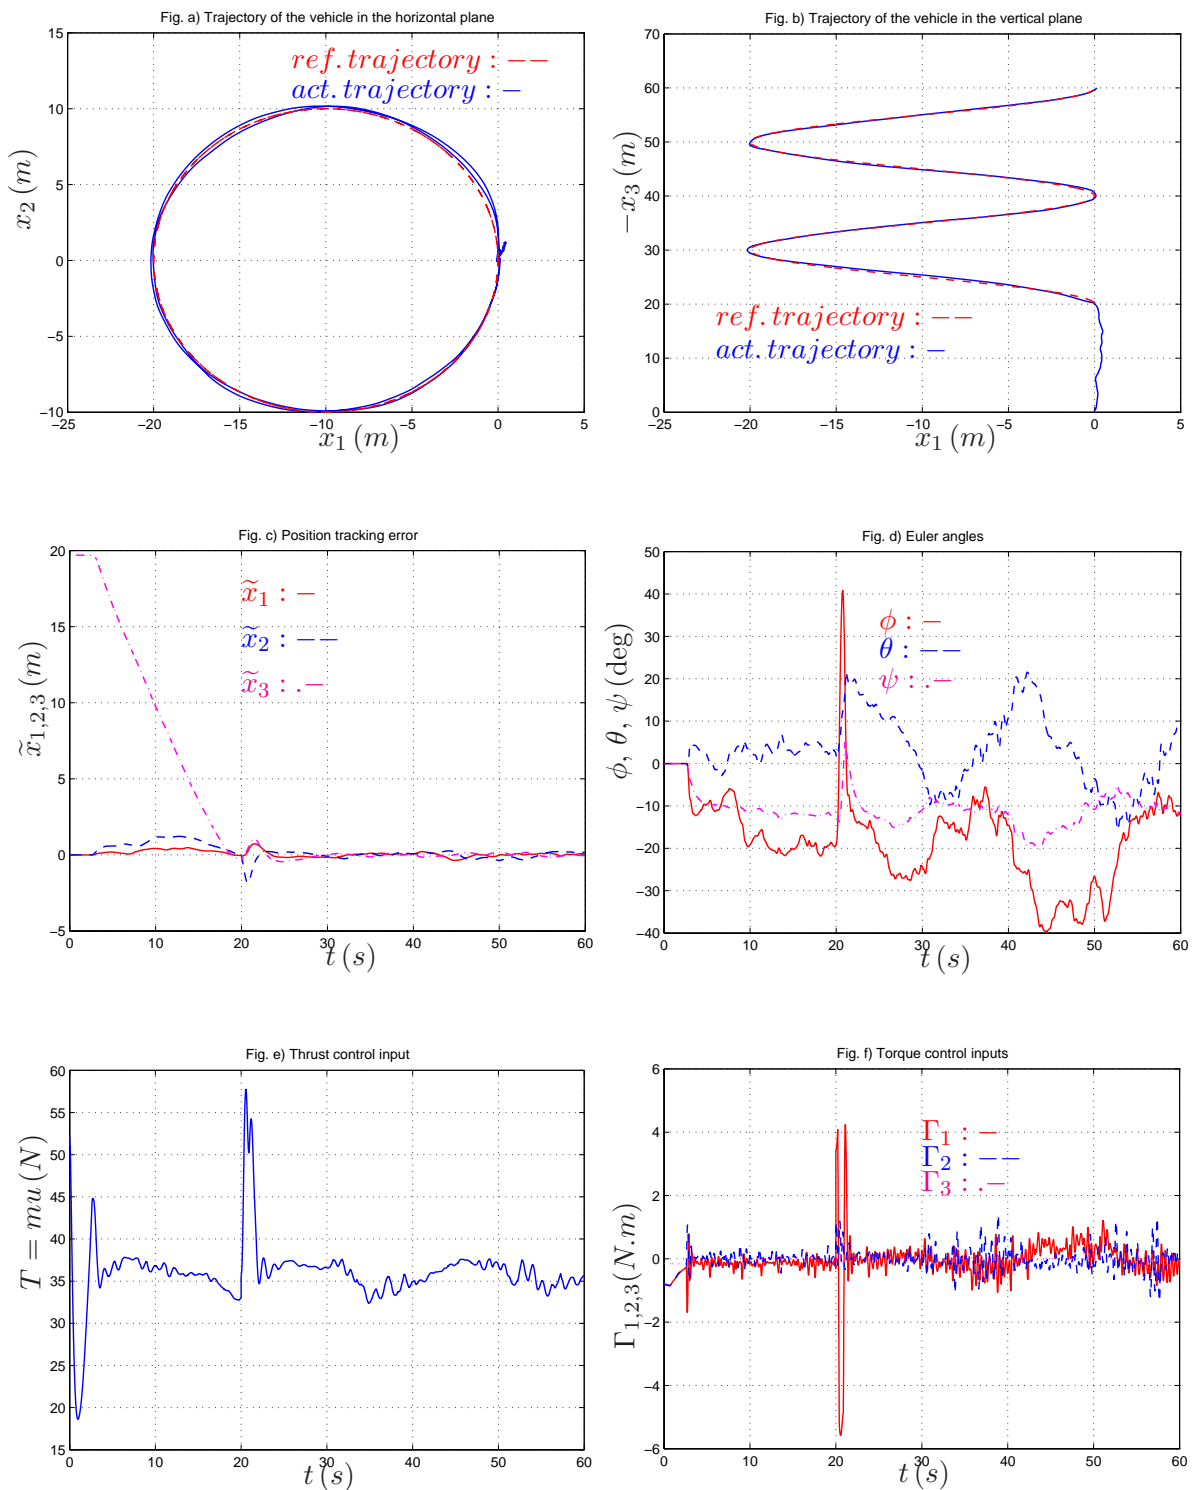 Fig. a) Trajectory of the vehicle in the horizontal plane
15
10
5
0
−5
−10
x₂ (m)
ref. trajectory : −−
act. trajectory : −
−25
−20
−15
−10
−5
0
5
x₁ (m)
Fig. b) Trajectory of the vehicle in the vertical plane
70
60
50
40
30
20
10
0
−x₃ (m)
ref. trajectory : −−
act. trajectory : −
−25
−20
−15
−10
−5
0
5
x₁ (m)
Fig. c) Position tracking error
20
15
10
5
0
−5
x̃₁,₂,₃ (m)
x̃₁ : −
x̃₂ : −−
x̃₃ : .−
0
10
20
30
40
50
60
t (s)
Fig. d) Euler angles
50
40
30
20
10
0
−10
−20
−30
−40
ϕ, θ, ψ (deg)
ϕ : −
θ : −−
ψ : .−
0
10
20
30
40
50
60
t (s)
Fig. e) Thrust control input
60
55
50
45
40
35
30
25
20
15
T = mu (N)
0
10
20
30
40
50
60
t (s)
Fig. f) Torque control inputs
6
4
2
0
−2
−4
−6
Γ₁,₂,₃ (N.m)
Γ₁ : −
Γ₂ : −−
Γ₃ : .−
0
10
20
30
40
50
60
t (s)